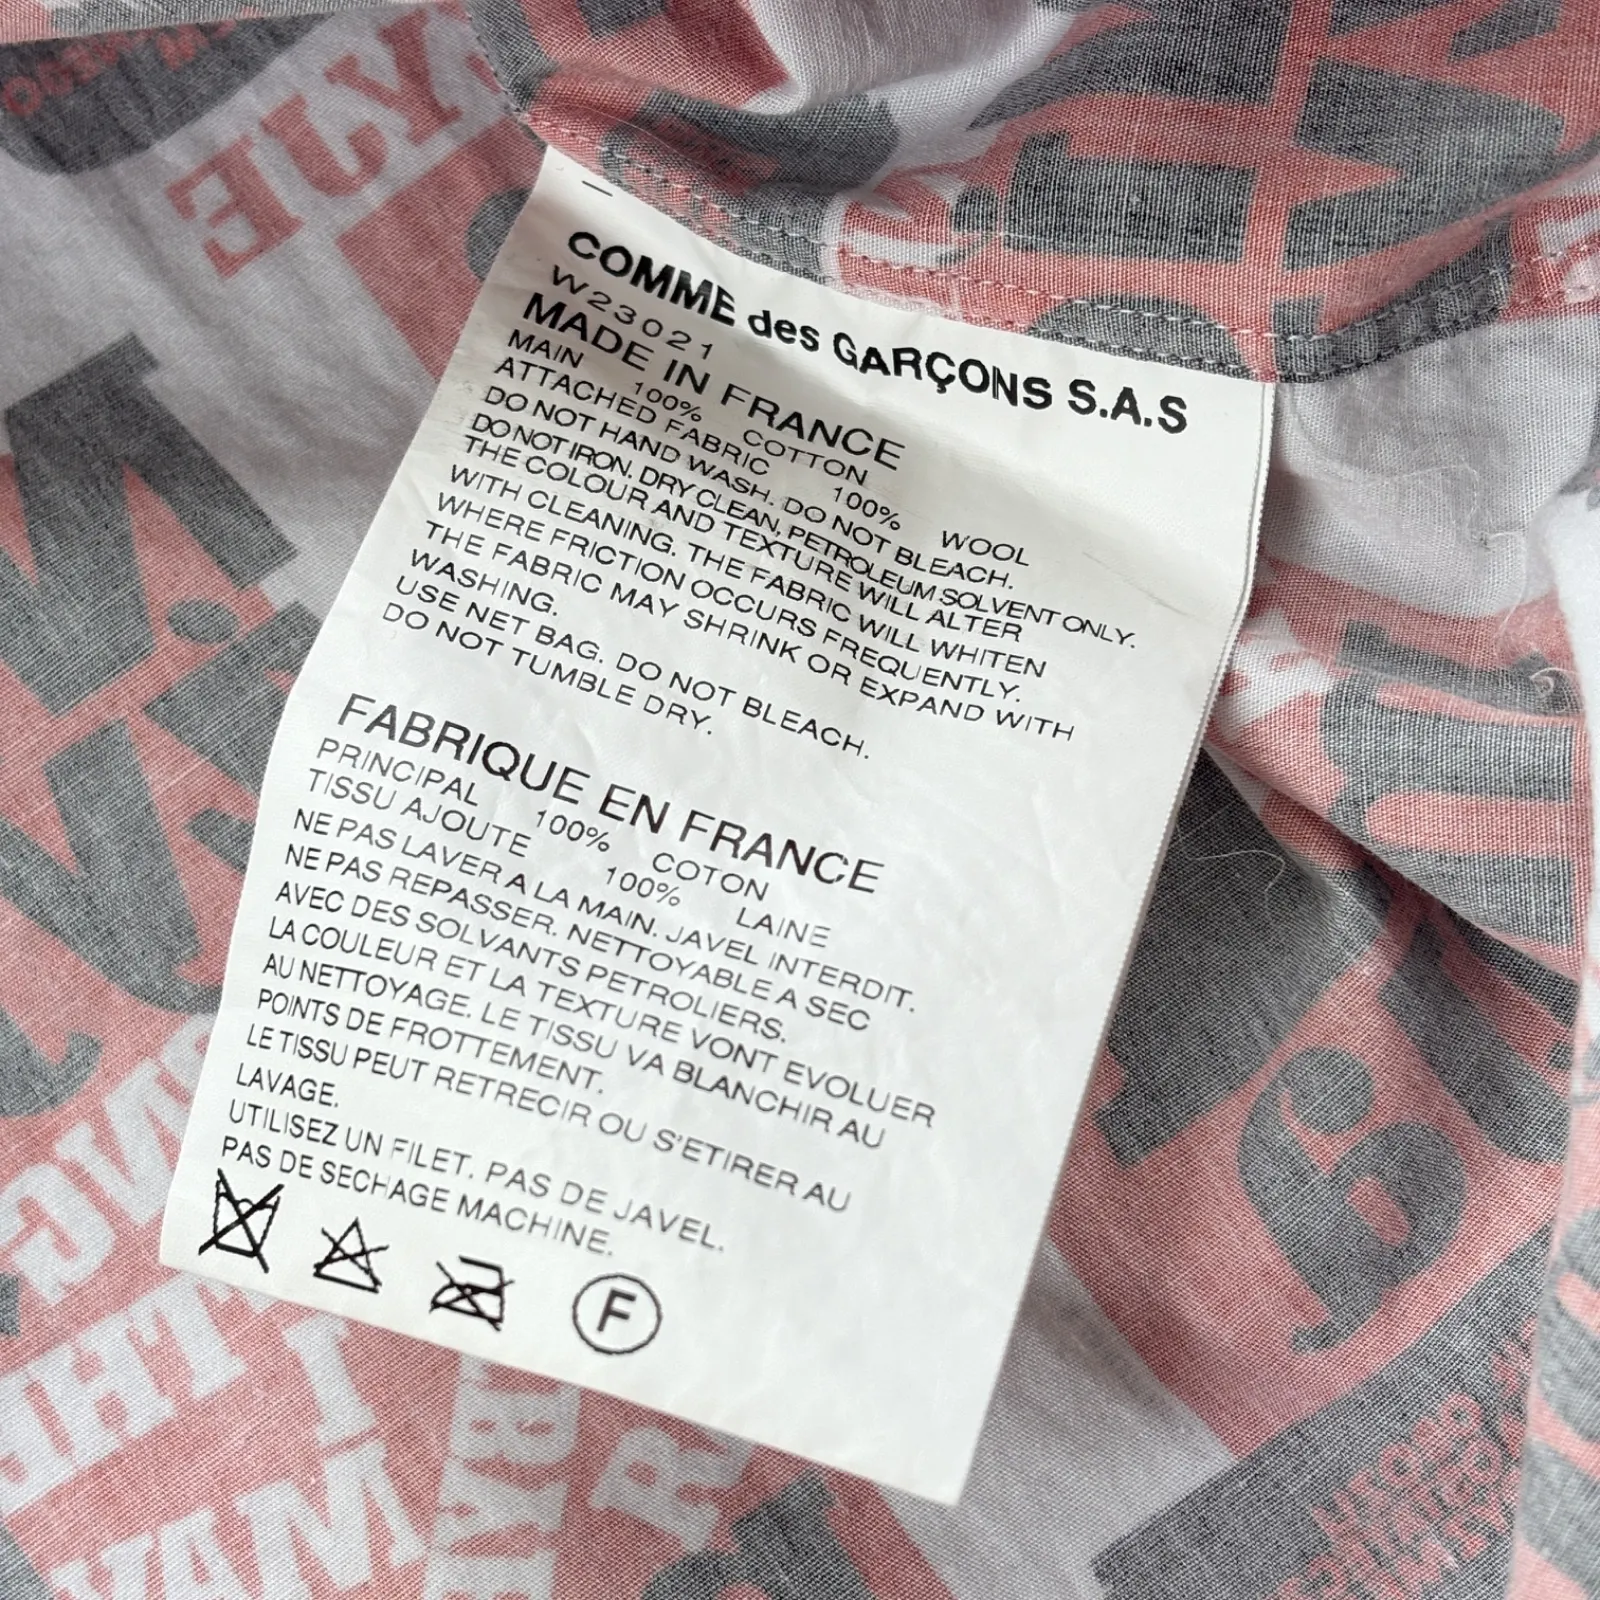 COMME des GARÇONS S.A.S
W23021
MADE IN FRANCE
MAIN 100% COTTON
ATTACHED FABRIC 100% WOOL
DO NOT HAND WASH. DO NOT BLEACH.
DO NOT IRON. DRY CLEAN, PETROLEUM SOLVENT ONLY.
THE COLOUR AND TEXTURE WILL ALTER
WITH CLEANING. THE FABRIC WILL WHITEN
WHERE FRICTION OCCURS FREQUENTLY.
THE FABRIC MAY SHRINK OR EXPAND WITH
WASHING.
USE NET BAG. DO NOT BLEACH.
DO NOT TUMBLE DRY.
FABRIQUE EN FRANCE
PRINCIPAL 100% COTON
TISSU AJOUTE 100% LAINE
NE PAS LAVER A LA MAIN. JAVEL INTERDIT.
NE PAS REPASSER. NETTOYABLE A SEC
AVEC DES SOLVANTS PETROLIERS.
LA COULEUR ET LA TEXTURE VONT EVOLUER
AU NETTOYAGE. LE TISSU VA BLANCHIR AU
POINTS DE FROTTEMENT.
LE TISSU PEUT RETRECIR OU S'ETIRER AU
LAVAGE.
UTILISEZ UN FILET. PAS DE JAVEL.
PAS DE SECHAGE MACHINE.
F